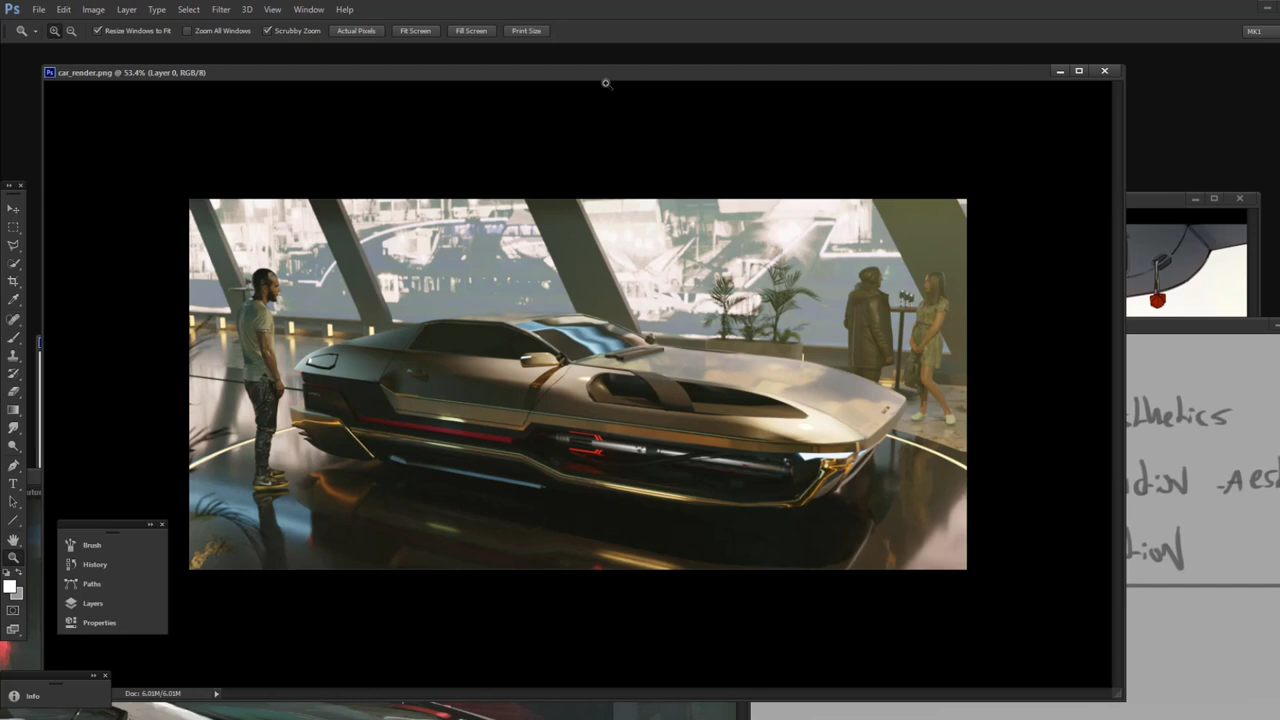 Ps File Edit Image Layer Type Select Filter 3D View Window Help
Resize Windows to Fit Zoom All Windows Scrubby Zoom Actual Pixels Fit Screen Fill Screen Print Size MK1
Ps car_render.png @ 53.4% (Layer 0, RGB/8)
Brush
History
Paths
Layers
Properties
Info
Doc: 6.01M/6.01M